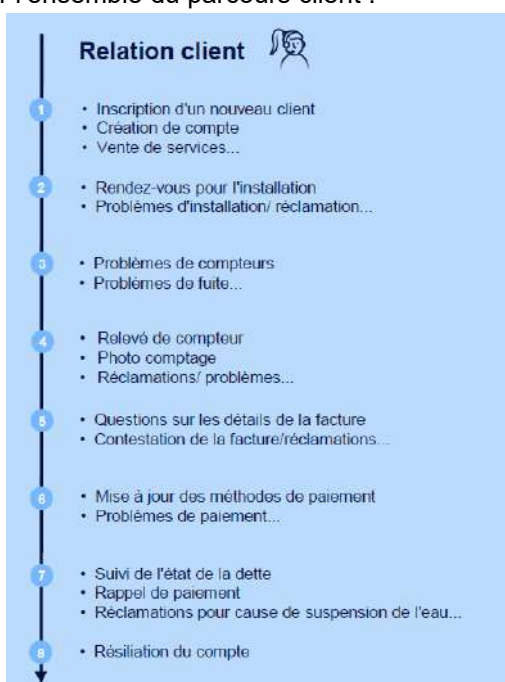 l'ensemble du parcours client :
Relation client
1
• Inscription d'un nouveau client
• Création de compte
• Vente de services...
2
• Rendez-vous pour l'installation
• Problèmes d'installation/ réclamation...
3
• Problèmes de compteurs
• Problèmes de fuite...
4
• Relevé de compteur
• Photo comptage
• Réclamations/ problèmes...
5
• Questions sur les détails de la facture
• Contestation de la facture/réclamations...
6
• Mise à jour des méthodes de paiement
• Problèmes de paiement...
7
• Suivi de l'état de la dette
• Rappel de paiement
• Réclamations pour cause de suspension de l'eau...
8
• Résiliation du compte